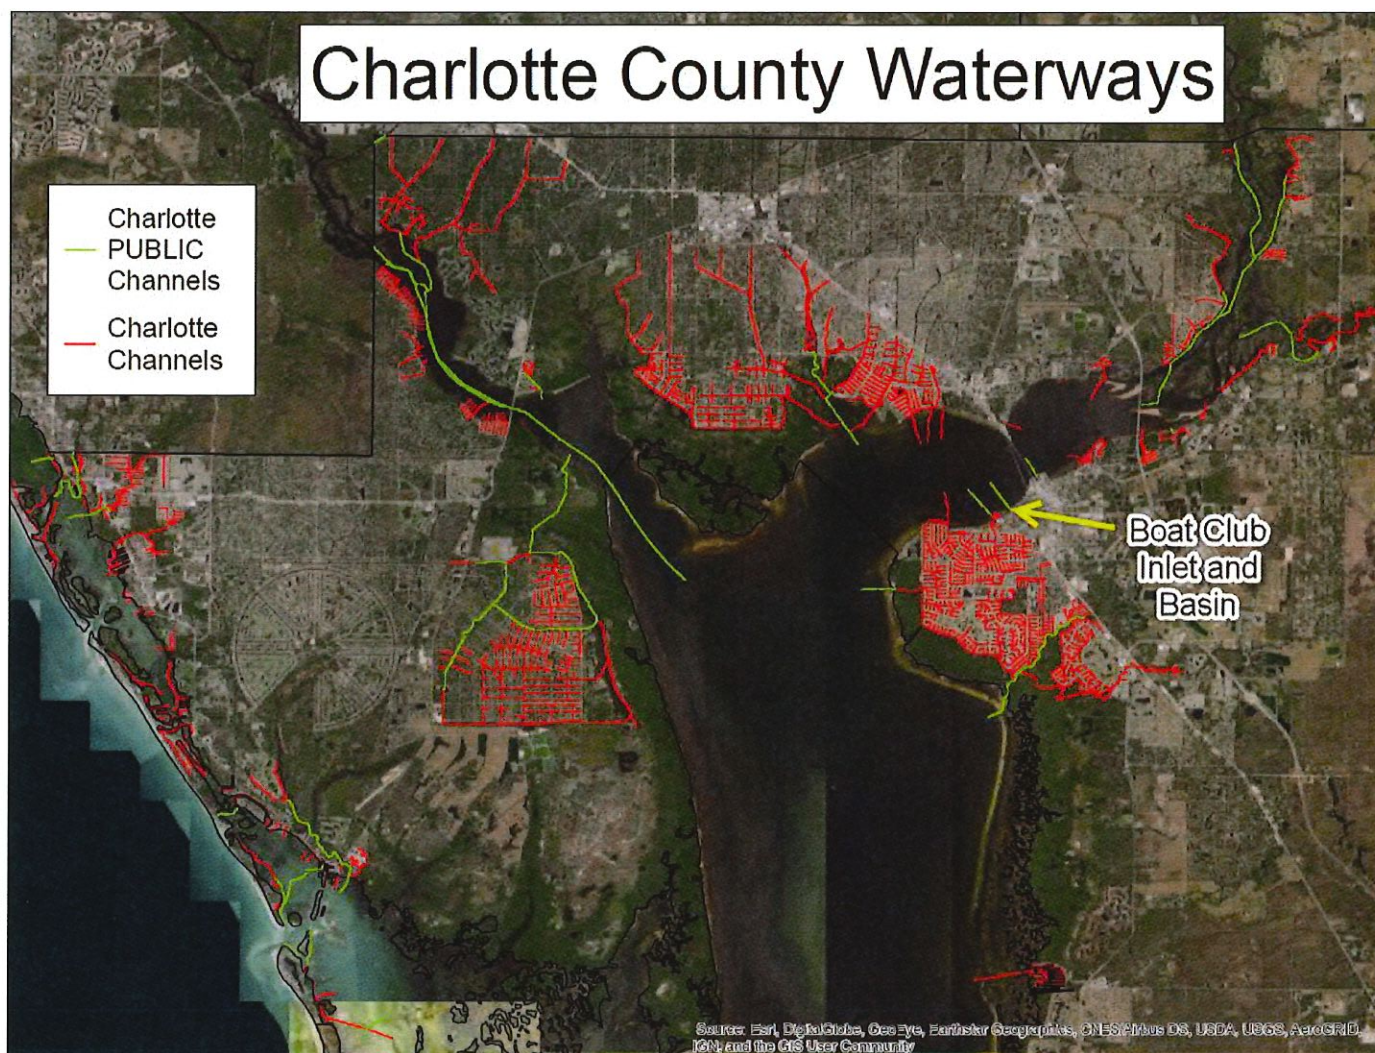 Charlotte County Waterways
Charlotte
PUBLIC
Channels
Charlotte
Channels
Boat Club
Inlet and
Basin
Source: Esri, DigitalGlobe, GeoEye, Earthstar Geographics, CNES/Airbus DS, USDA, USGS, AeroGRID,
IGN, and the GIS User Community